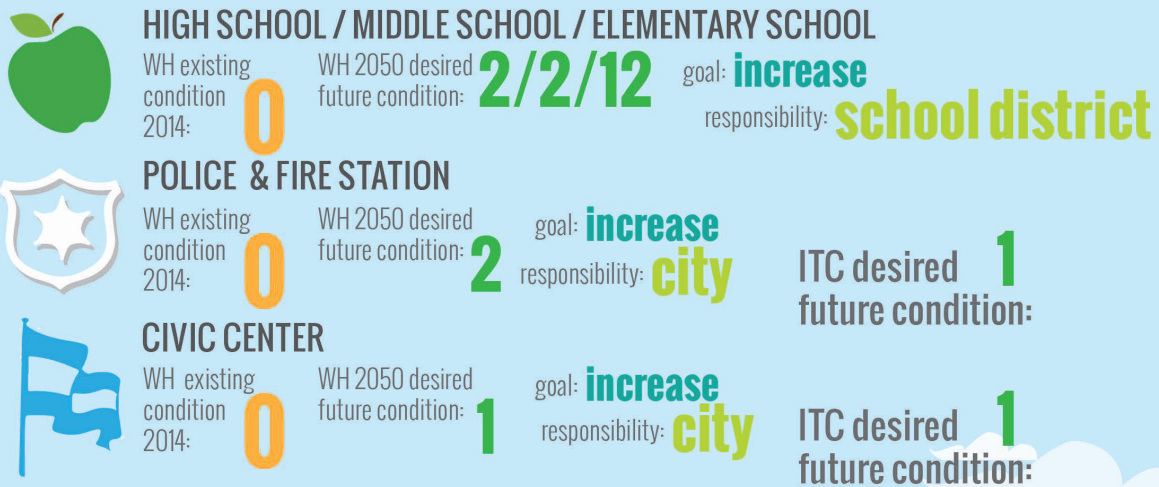 HIGH SCHOOL / MIDDLE SCHOOL / ELEMENTARY SCHOOL
WH existing condition 2014: 0
WH 2050 desired future condition: 2/2/12
goal: increase
responsibility: school district
POLICE & FIRE STATION
WH existing condition 2014: 0
WH 2050 desired future condition: 2
goal: increase
responsibility: city
ITC desired future condition: 1
CIVIC CENTER
WH existing condition 2014: 0
WH 2050 desired future condition: 1
goal: increase
responsibility: city
ITC desired future condition: 1